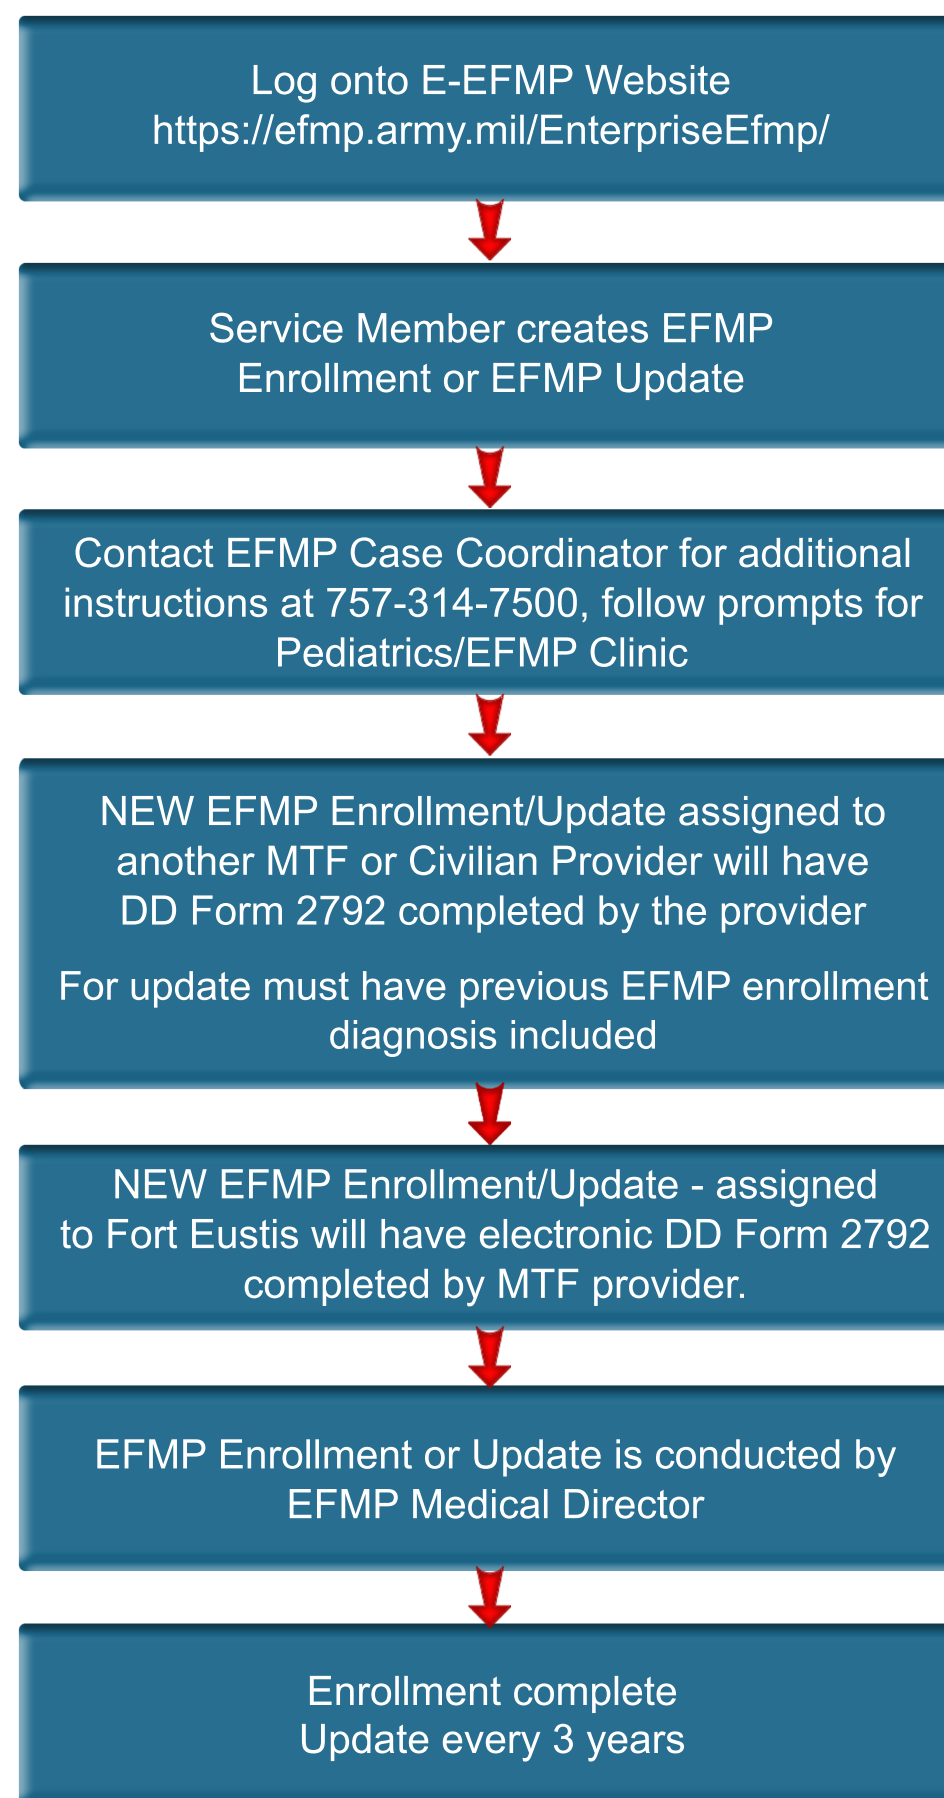 Log onto E-EFMP Website
https://efmp.army.mil/EnterpriseEfmp/
Service Member creates EFMP
Enrollment or EFMP Update
Contact EFMP Case Coordinator for additional
instructions at 757-314-7500, follow prompts for
Pediatrics/EFMP Clinic
NEW EFMP Enrollment/Update assigned to
another MTF or Civilian Provider will have
DD Form 2792 completed by the provider
For update must have previous EFMP enrollment
diagnosis included
NEW EFMP Enrollment/Update - assigned
to Fort Eustis will have electronic DD Form 2792
completed by MTF provider.
EFMP Enrollment or Update is conducted by
EFMP Medical Director
Enrollment complete
Update every 3 years